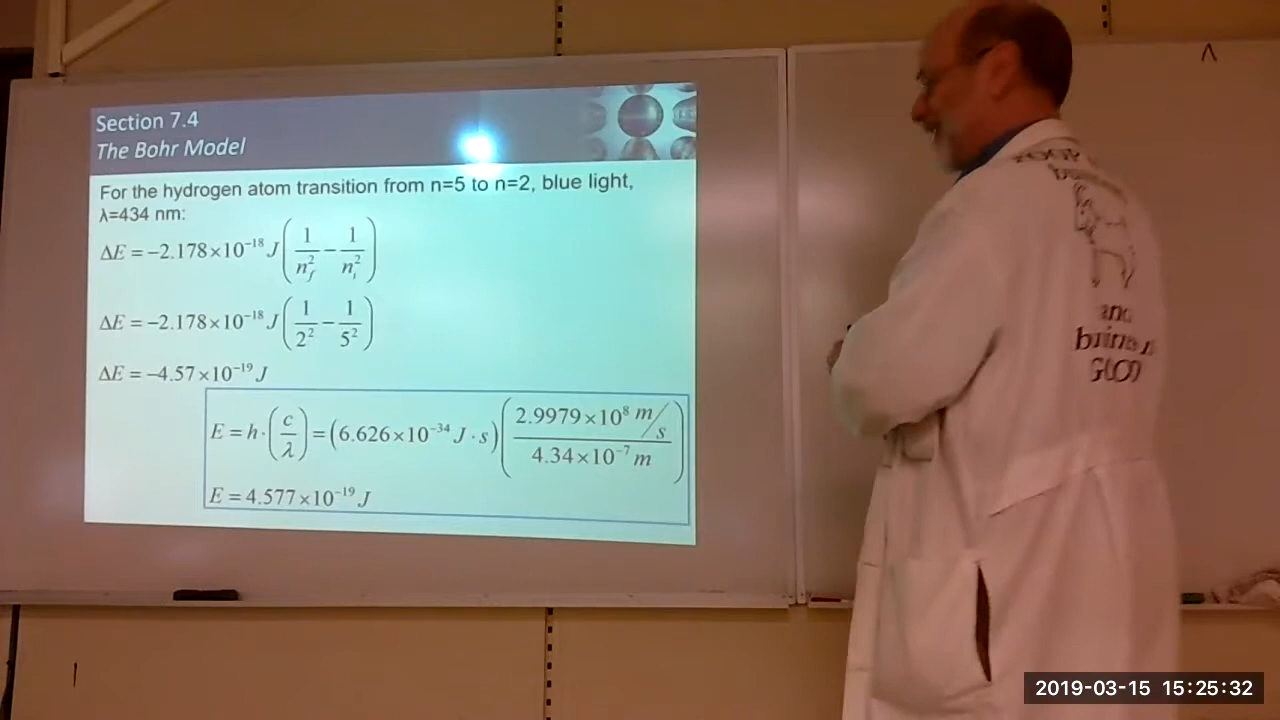 Section 7.4
The Bohr Model
For the hydrogen atom transition from n=5 to n=2, blue light,
λ=434 nm:
ΔE = −2.178×10⁻¹⁸ J (1/n_f² − 1/n_i²)
ΔE = −2.178×10⁻¹⁸ J (1/2² − 1/5²)
ΔE = −4.57×10⁻¹⁹ J
E = h·(c/λ) = (6.626×10⁻³⁴ J·s)(2.9979×10⁸ m/s / 4.34×10⁻⁷ m)
E = 4.577×10⁻¹⁹ J
and
GOOD
2019-03-15 15:25:32